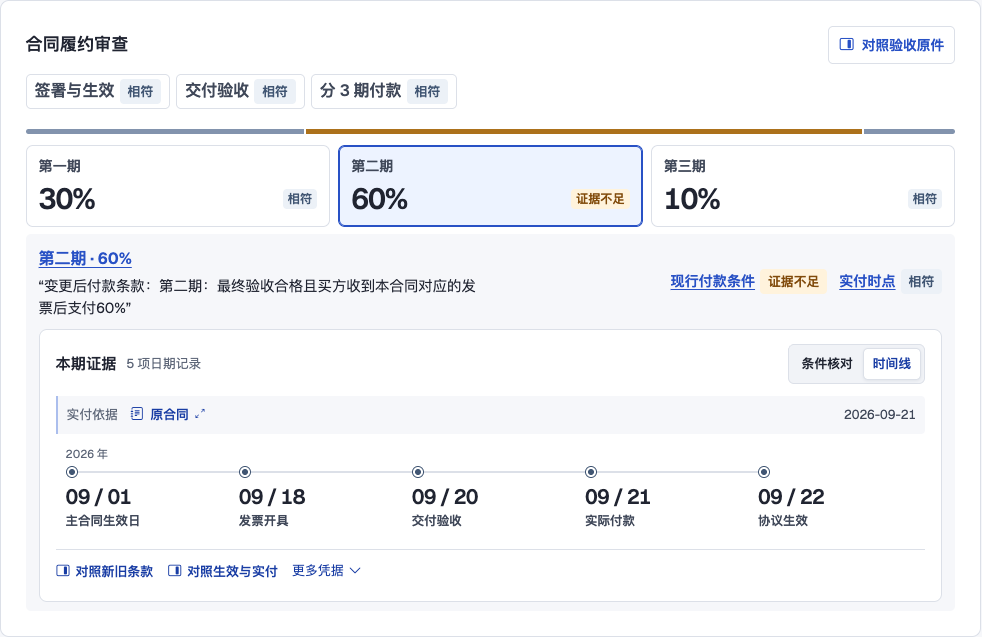 合同履约审查
对照验收原件
签署与生效 相符 交付验收 相符 分 3 期付款 相符
第一期
30% 相符
第二期
60% 证据不足
第三期
10% 相符
第二期 · 60%
“变更后付款条款：第二期：最终验收合格且买方收到本合同对应的发
票后支付60%”
现行付款条件 证据不足 实付时点 相符
本期证据 5 项日期记录
条件核对 时间线
实付依据 原合同 2026-09-21
2026 年
09 / 01 09 / 18 09 / 20 09 / 21 09 / 22
主合同生效日 发票开具 交付验收 实际付款 协议生效
对照新旧条款 对照生效与实付 更多凭据